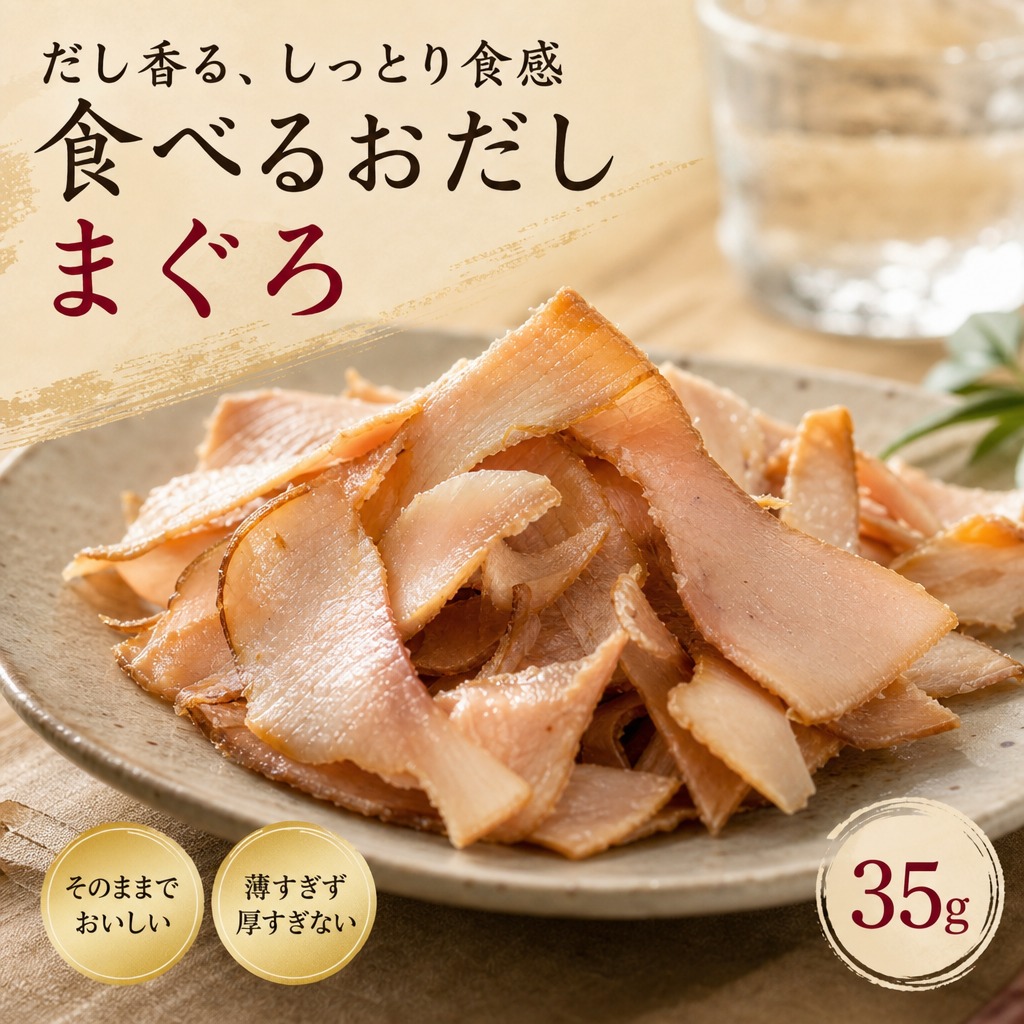 だし香る、しっとり食感
食べるおだし
まぐろ
そのままで
おいしい
薄すぎず
厚すぎない
35g